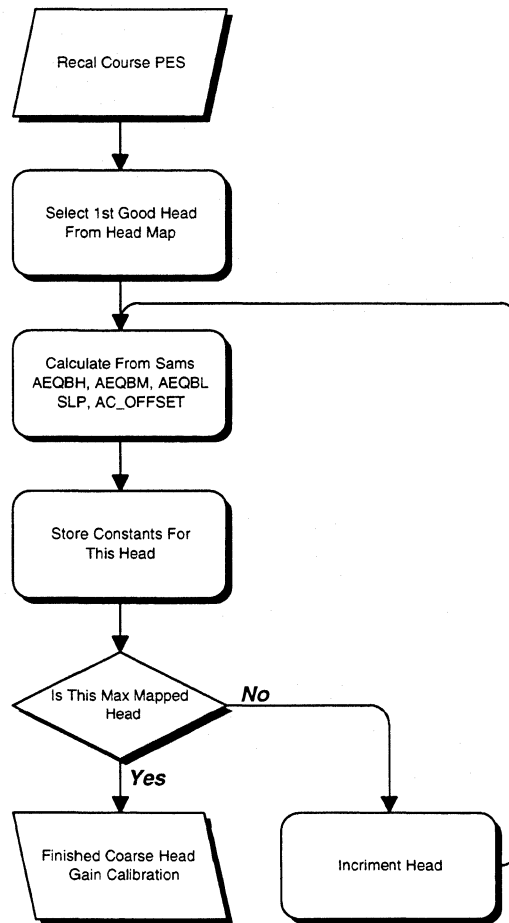 Recal Course PES
Select 1st Good Head
From Head Map
Calculate From Sams
AEQBH, AEQBM, AEQBL
SLP, AC_OFFSET
Store Constants For
This Head
Is This Max Mapped
Head
No
Yes
Finished Coarse Head
Gain Calibration
Incriment Head